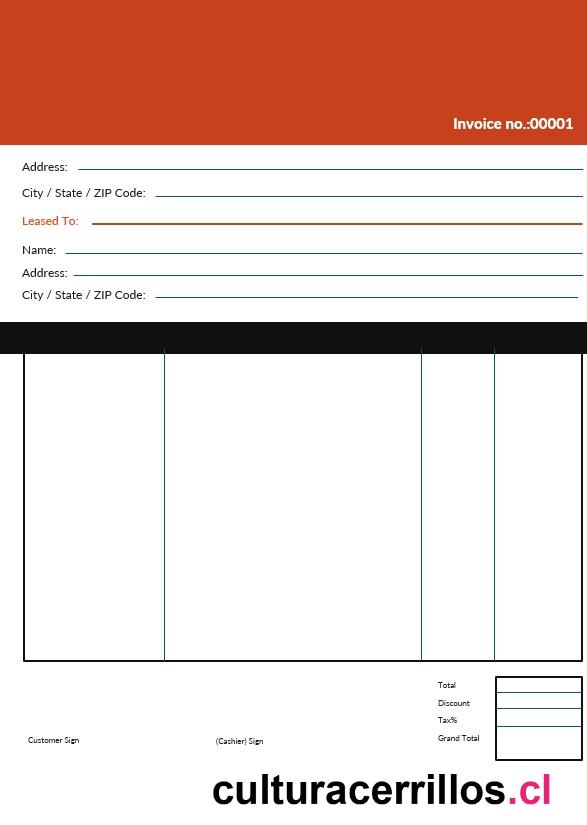 Invoice no.:00001
Address:
City / State / ZIP Code:
Leased To:
Name:
Address:
City / State / ZIP Code:
Total
Discount
Tax%
Grand Total
Customer Sign
(Cashier) Sign
culturacerrillos.cl